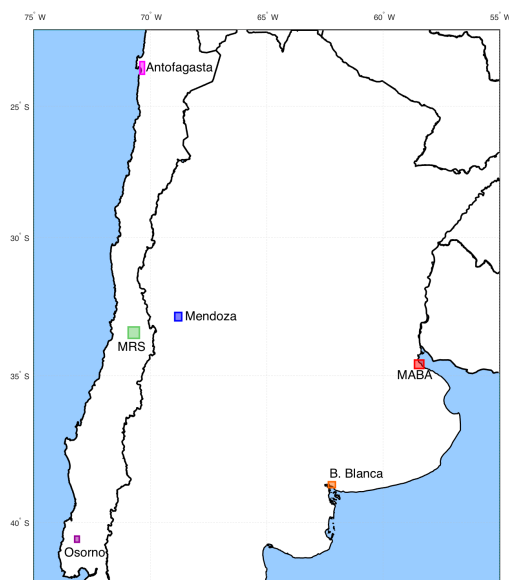 75° W
70° W
65° W
60° W
55° W
Antofagasta
25° S
30° S
Mendoza
MRS
35° S
MABA
B. Blanca
40° S
Osorno